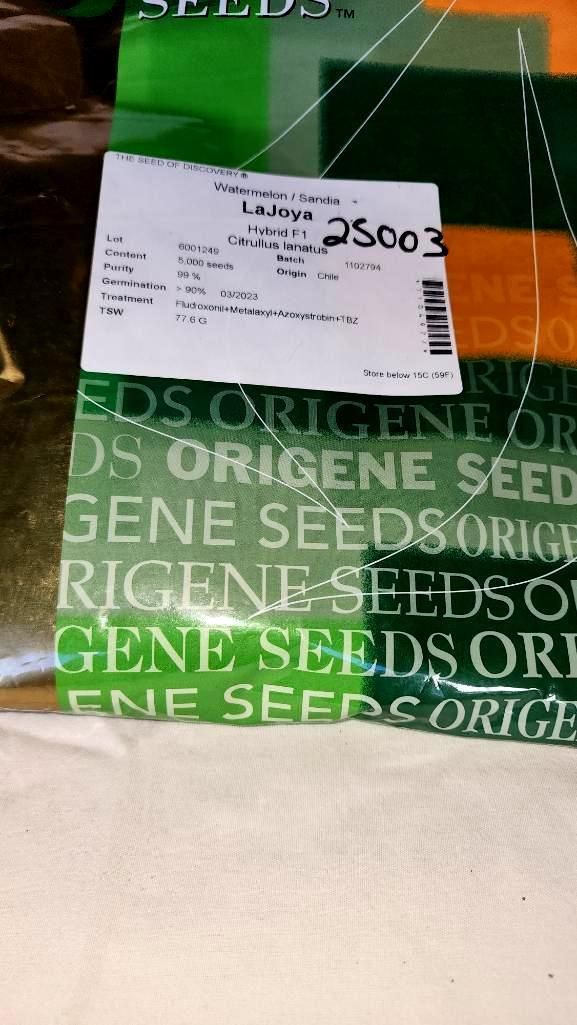 SEEDS™
THE SEED OF DISCOVERY ®
Watermelon / Sandia
LaJoya
25003
Hybrid F1
Citrullus lanatus
Lot 6001249 Batch 1102794
Content 5,000 seeds Origin Chile
Purity 99 %
Germination > 90% 03/2023
Treatment Fludioxonil+Metalaxyl+Azoxystrobin+TBZ
TSW 77.6 G
Store below 15C (59F)
ENE S
EDSO
RIGE
EDS ORIGENE OR
DS ORIGENE SEED
GENE SEEDS ORIGE
RIGENE SEEDS O
GENE SEEDS ORI
ENE SEEDS ORIGE